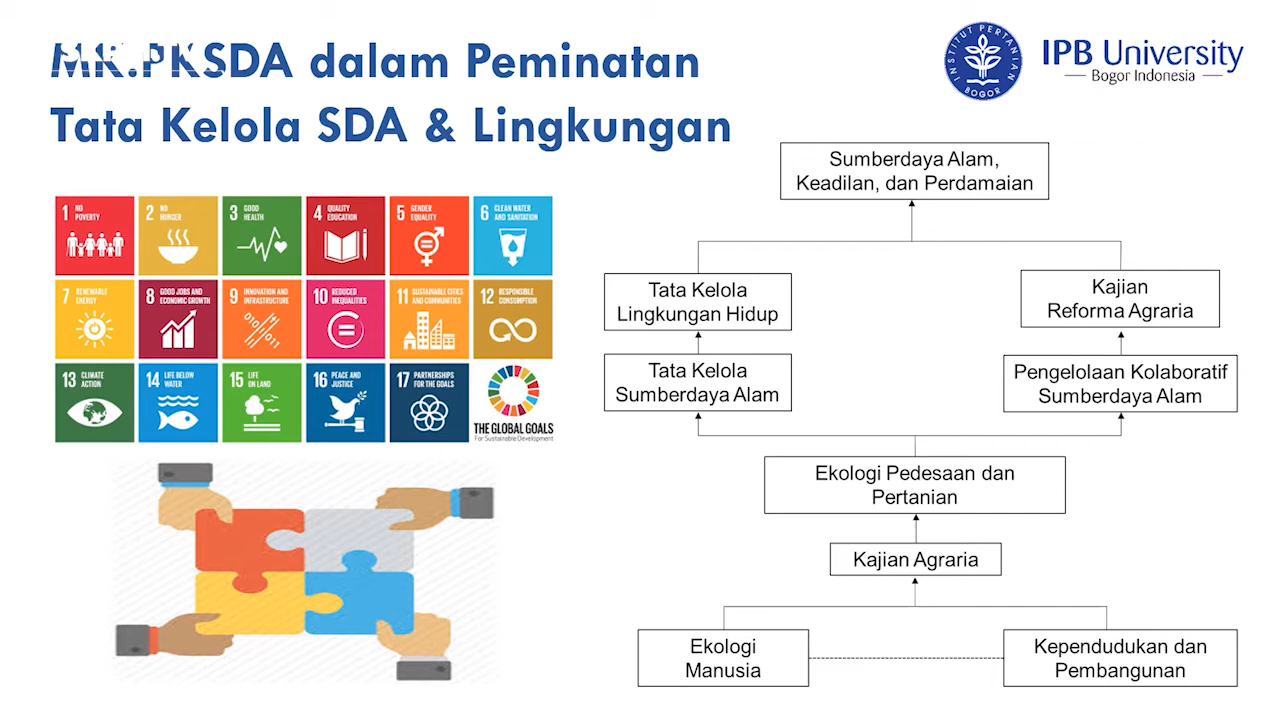 MK.PKSDA dalam Peminatan
Tata Kelola SDA & Lingkungan
INSTITUT PERTANIAN
BOGOR
IPB University
Bogor Indonesia
1 NO
POVERTY
2 NO
HUNGER
3 GOOD
HEALTH
4 QUALITY
EDUCATION
5 GENDER
EQUALITY
6 CLEAN WATER
AND SANITATION
7 RENEWABLE
ENERGY
8 GOOD JOBS AND
ECONOMIC GROWTH
9 INNOVATION AND
INFRASTRUCTURE
10 REDUCED
INEQUALITIES
11 SUSTAINABLE CITIES
AND COMMUNITIES
12 RESPONSIBLE
CONSUMPTION
13 CLIMATE
ACTION
14 LIFE BELOW
WATER
15 LIFE
ON LAND
16 PEACE AND
JUSTICE
17 PARTNERSHIPS
FOR THE GOALS
THE GLOBAL GOALS
For Sustainable Development
Sumberdaya Alam,
Keadilan, dan Perdamaian
Tata Kelola
Lingkungan Hidup
Kajian
Reforma Agraria
Tata Kelola
Sumberdaya Alam
Pengelolaan Kolaboratif
Sumberdaya Alam
Ekologi Pedesaan dan
Pertanian
Kajian Agraria
Ekologi
Manusia
Kependudukan dan
Pembangunan